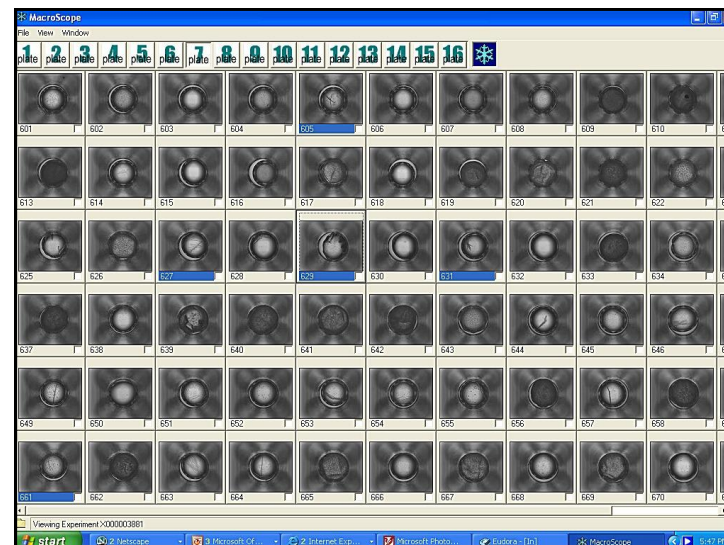 MacroScope
File View Window
1 2 3 4 5 6 7 8 9 10 11 12 13 14 15 16
plate plate plate plate plate plate plate plate plate plate plate plate plate plate plate plate
601 602 603 604 605 606 607 608 609 610
613 614 615 616 617 618 619 620 621 622
625 626 627 628 629 630 631 632 633 634
637 638 639 640 641 642 643 644 645 646
649 650 651 652 653 654 655 656 657 658
661 662 663 664 665 666 667 668 669 670
Viewing Experiment X000003881
start 2 Netscape 3 Microsoft Of... 2 Internet Exp... Microsoft Photo... Eudora - [In] MacroScope 5:47 P